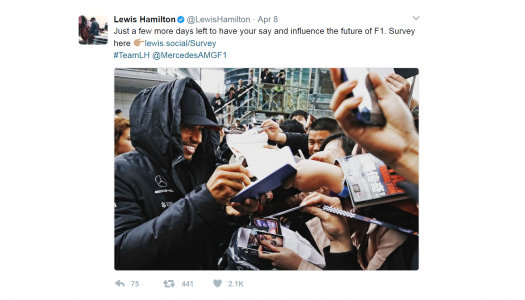 Lewis Hamilton @LewisHamilton · Apr 8
Just a few more days left to have your say and influence the future of F1. Survey
here 👉🏼lewis.social/Survey
#TeamLH @MercedesAMGF1
75 441 2.1K